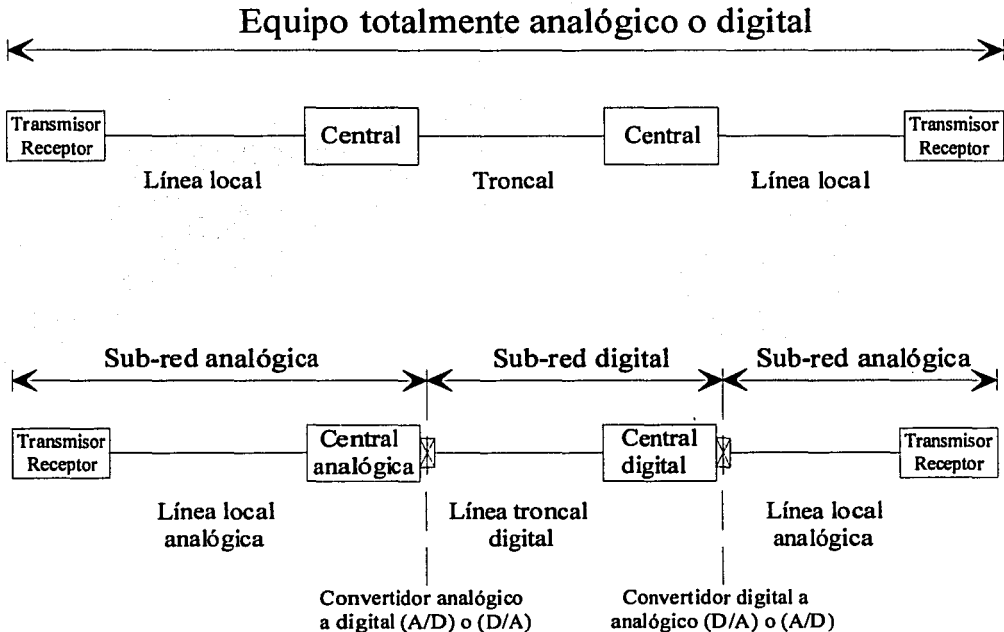 Equipo totalmente analógico o digital
Transmisor
Receptor
Central
Central
Transmisor
Receptor
Línea local
Troncal
Línea local
Sub-red analógica
Sub-red digital
Sub-red analógica
Transmisor
Receptor
Central
analógica
Central
digital
Transmisor
Receptor
Línea local
analógica
Línea troncal
digital
Línea local
analógica
Convertidor analógico
a digital (A/D) o (D/A)
Convertidor digital a
analógico (D/A) o (A/D)